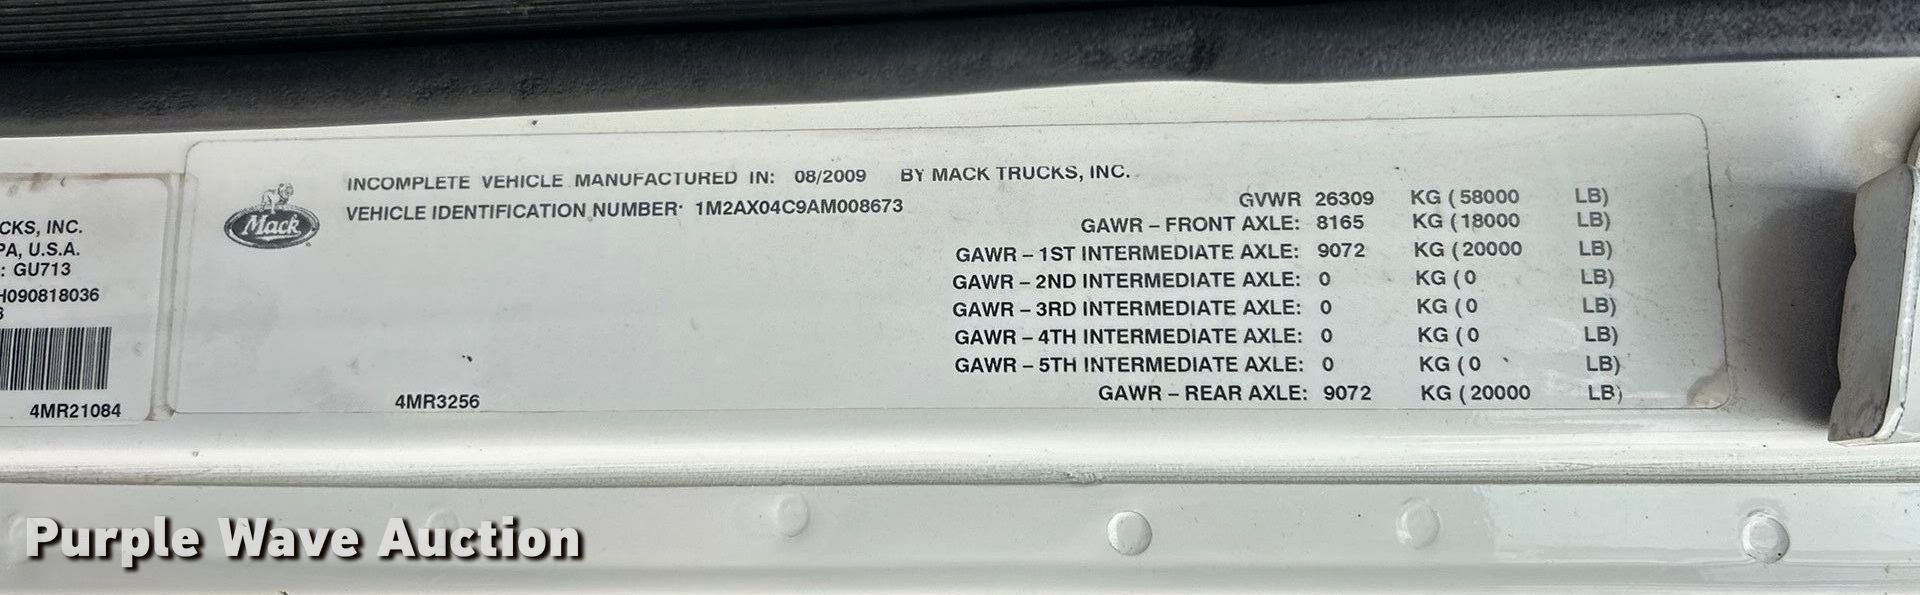 CKS, INC.
PA, U.S.A.
: GU713
H090818036
4MR21084
Mack
INCOMPLETE VEHICLE MANUFACTURED IN: 08/2009 BY MACK TRUCKS, INC.
VEHICLE IDENTIFICATION NUMBER: 1M2AX04C9AM008673
GVWR 26309 KG ( 58000 LB)
GAWR – FRONT AXLE: 8165 KG ( 18000 LB)
GAWR – 1ST INTERMEDIATE AXLE: 9072 KG ( 20000 LB)
GAWR – 2ND INTERMEDIATE AXLE: 0 KG ( 0 LB)
GAWR – 3RD INTERMEDIATE AXLE: 0 KG ( 0 LB)
GAWR – 4TH INTERMEDIATE AXLE: 0 KG ( 0 LB)
GAWR – 5TH INTERMEDIATE AXLE: 0 KG ( 0 LB)
GAWR – REAR AXLE: 9072 KG ( 20000 LB)
4MR3256
Purple Wave Auction